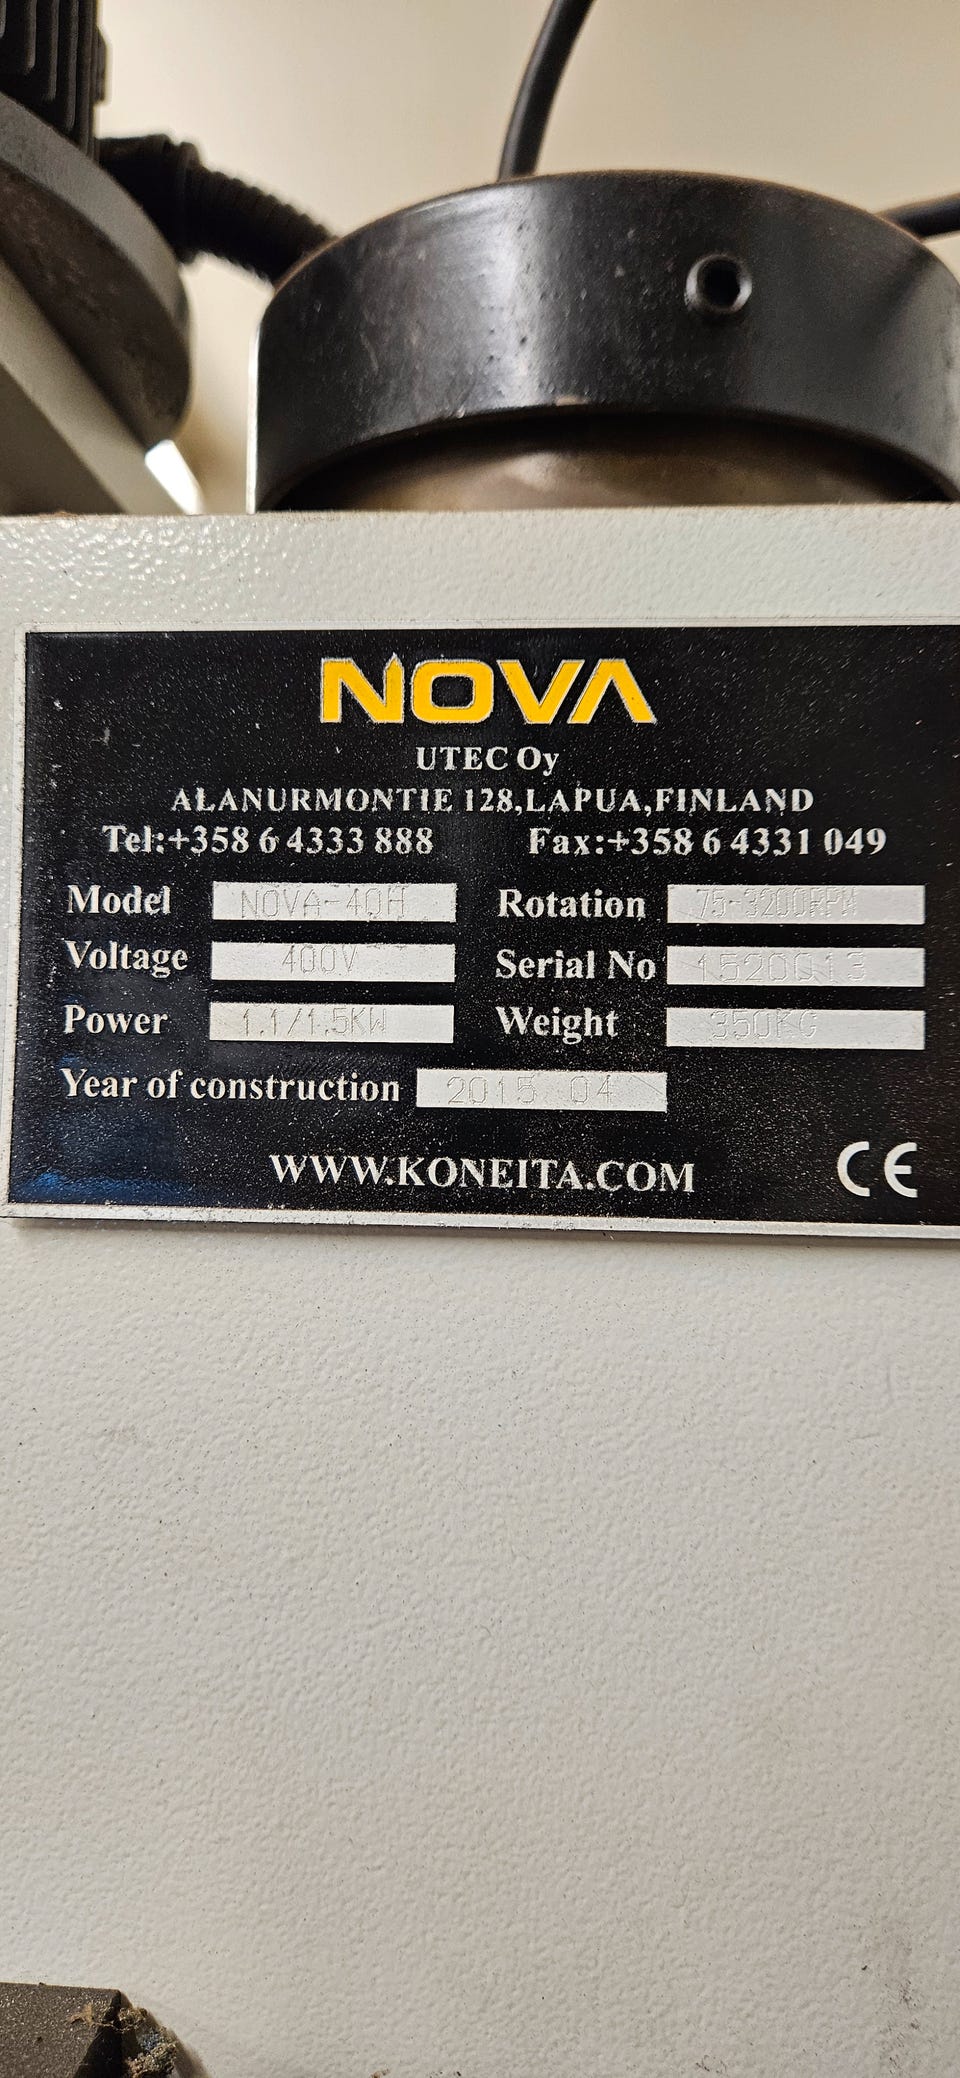 NOVA
UTEC Oy
ALANURMONTIE 128,LAPUA,FINLAND
Tel:+358 6 4333 888 Fax:+358 6 4331 049
Model NOVA-40H Rotation 75-3200RPM
Voltage 400V Serial No 1520013
Power 1.1/1.5KW Weight 350KG
Year of construction 2015 04
WWW.KONEITA.COM CE